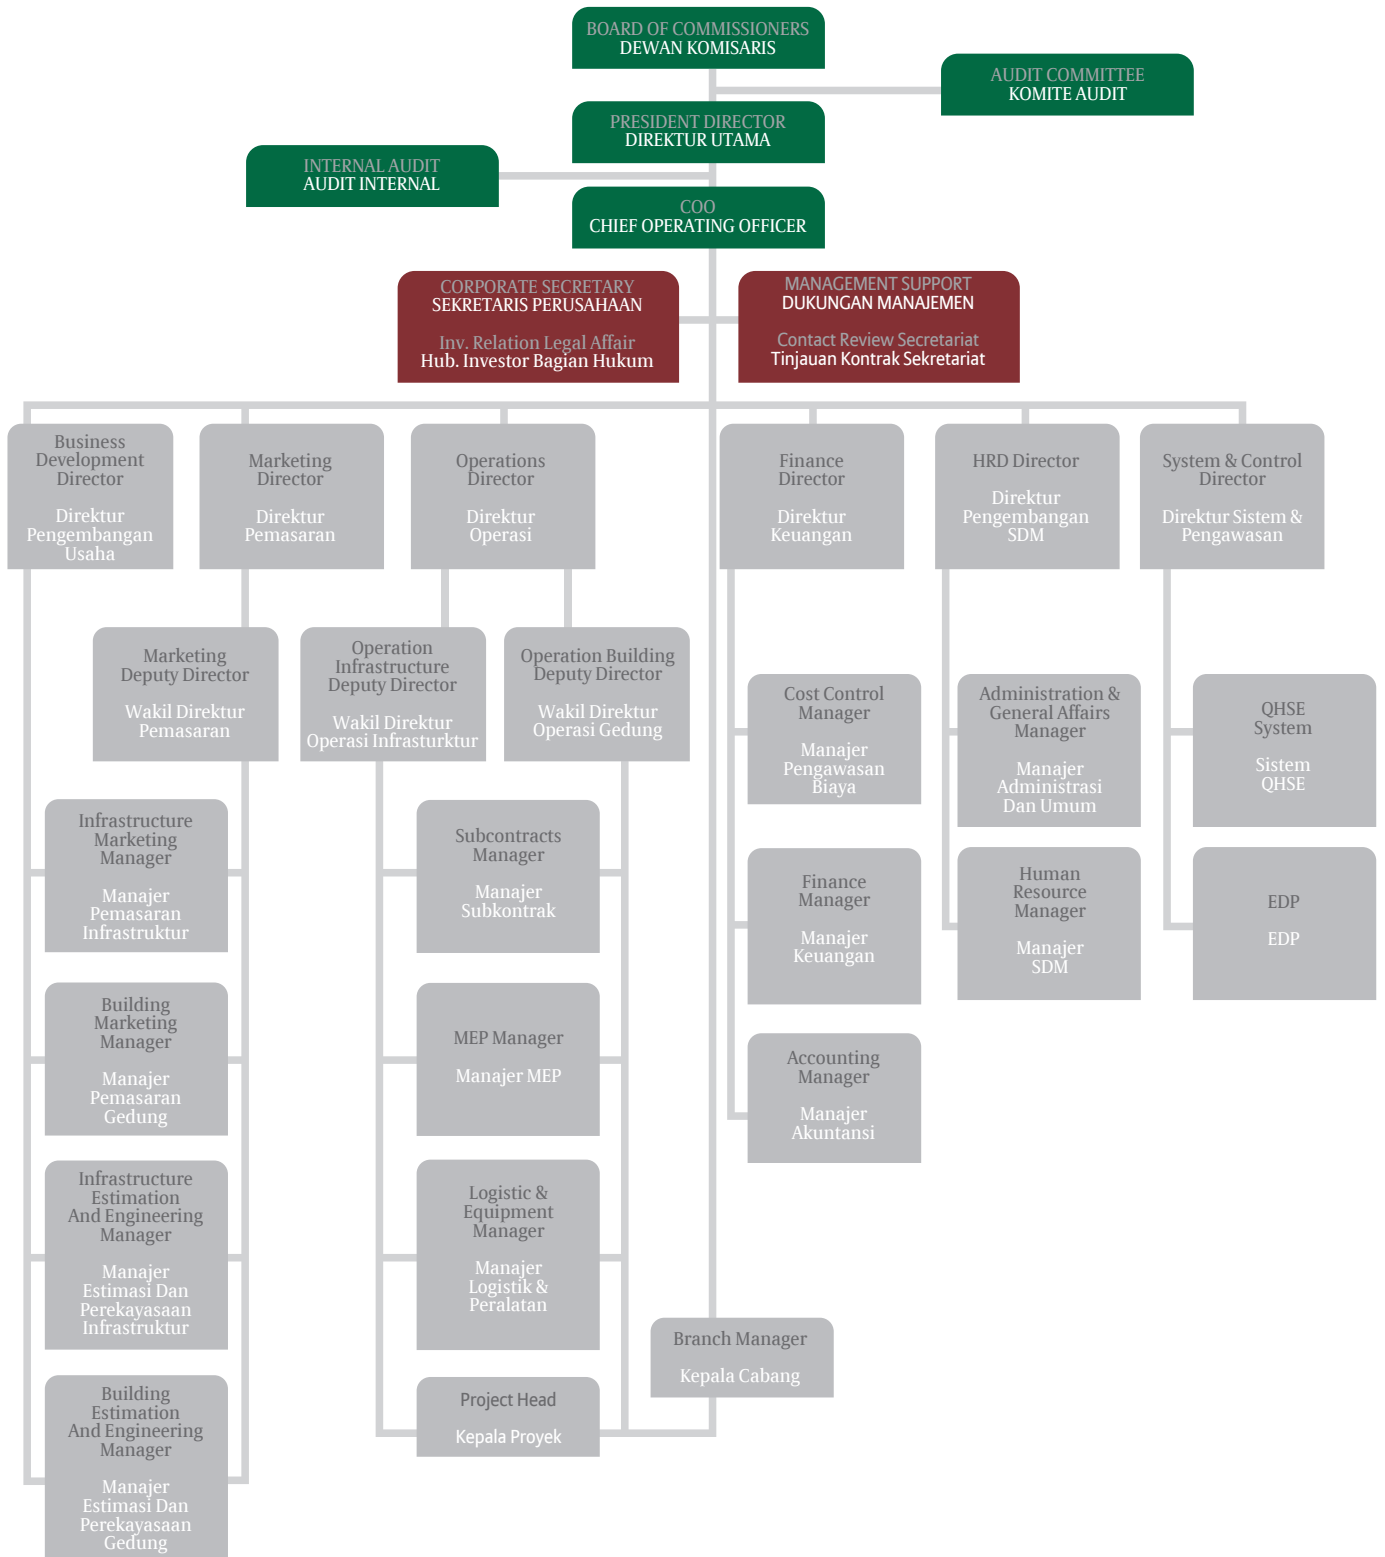 BOARD OF COMMISSIONERS
DEWAN KOMISARIS
AUDIT COMMITTEE
KOMITE AUDIT
PRESIDENT DIRECTOR
DIREKTUR UTAMA
INTERNAL AUDIT
AUDIT INTERNAL
COO
CHIEF OPERATING OFFICER
CORPORATE SECRETARY
SEKRETARIS PERUSAHAAN
Inv. Relation Legal Affair
Hub. Investor Bagian Hukum
MANAGEMENT SUPPORT
DUKUNGAN MANAJEMEN
Contact Review Secretariat
Tinjauan Kontrak Sekretariat
Business
Development
Director
Direktur
Pengembangan
Usaha
Marketing
Director
Direktur
Pemasaran
Operations
Director
Direktur
Operasi
Finance
Director
Direktur
Keuangan
HRD Director
Direktur
Pengembangan
SDM
System & Control
Director
Direktur Sistem &
Pengawasan
Marketing
Deputy Director
Wakil Direktur
Pemasaran
Operation
Infrastructure
Deputy Director
Wakil Direktur
Operasi Infrasturktur
Operation Building
Deputy Director
Wakil Direktur
Operasi Gedung
Cost Control
Manager
Manajer
Pengawasan
Biaya
Administration &
General Affairs
Manager
Manajer
Administrasi
Dan Umum
QHSE
System
Sistem
QHSE
Infrastructure
Marketing
Manager
Manajer
Pemasaran
Infrastruktur
Subcontracts
Manager
Manajer
Subkontrak
Finance
Manager
Manajer
Keuangan
Human
Resource
Manager
Manajer
SDM
EDP
EDP
Building
Marketing
Manager
Manajer
Pemasaran
Gedung
MEP Manager
Manajer MEP
Accounting
Manager
Manajer
Akuntansi
Infrastructure
Estimation
And Engineering
Manager
Manajer
Estimasi Dan
Perekayasaan
Infrastruktur
Logistic &
Equipment
Manager
Manajer
Logistik &
Peralatan
Branch Manager
Kepala Cabang
Building
Estimation
And Engineering
Manager
Manajer
Estimasi Dan
Perekayasaan
Gedung
Project Head
Kepala Proyek